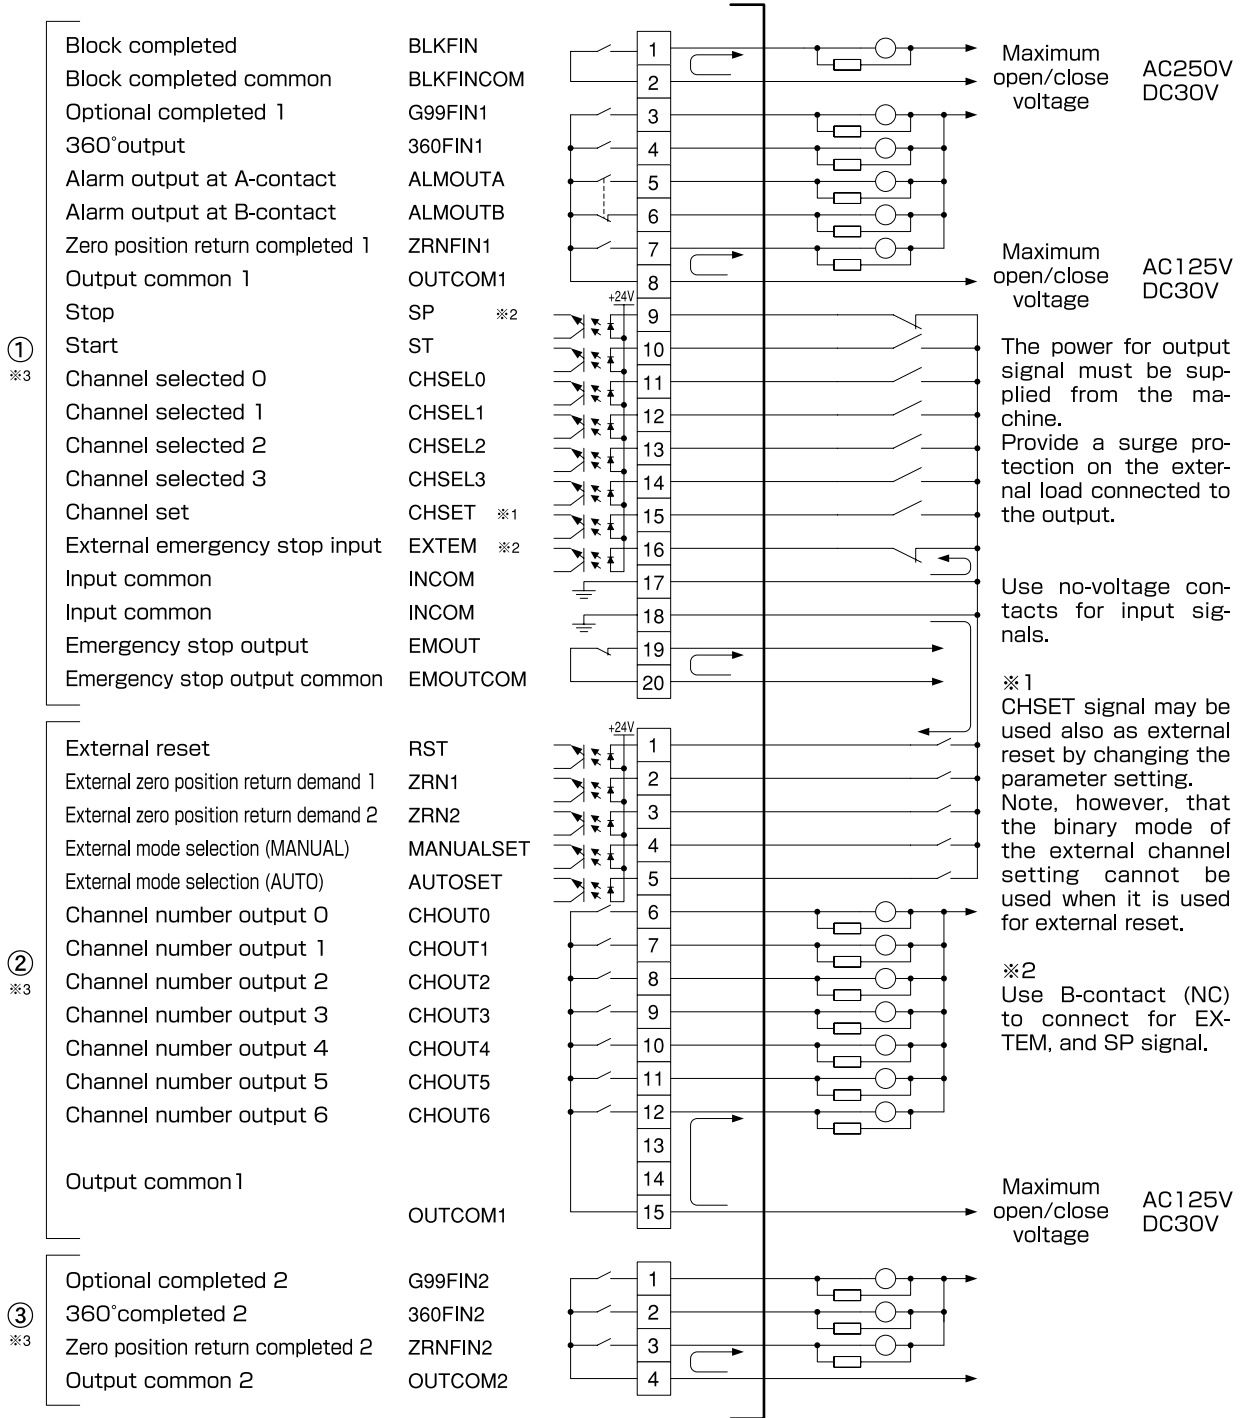 Block completed BLKFIN 1
Block completed common BLKFINCOM 2
Optional completed 1 G99FIN1 3
360°output 360FIN1 4
Alarm output at A-contact ALMOUTA 5
Alarm output at B-contact ALMOUTB 6
Zero position return completed 1 ZRNFIN1 7
Output common 1 OUTCOM1 8
+24V
Stop SP ※2 9
Start ST 10
Channel selected 0 CHSEL0 11
Channel selected 1 CHSEL1 12
Channel selected 2 CHSEL2 13
Channel selected 3 CHSEL3 14
Channel set CHSET ※1 15
External emergency stop input EXTEM ※2 16
Input common INCOM 17
Input common INCOM 18
Emergency stop output EMOUT 19
Emergency stop output common EMOUTCOM 20
①
※3
+24V
External reset RST 1
External zero position return demand 1 ZRN1 2
External zero position return demand 2 ZRN2 3
External mode selection (MANUAL) MANUALSET 4
External mode selection (AUTO) AUTOSET 5
Channel number output 0 CHOUT0 6
Channel number output 1 CHOUT1 7
Channel number output 2 CHOUT2 8
Channel number output 3 CHOUT3 9
Channel number output 4 CHOUT4 10
Channel number output 5 CHOUT5 11
Channel number output 6 CHOUT6 12
13
Output common1 14
OUTCOM1 15
②
※3
Optional completed 2 G99FIN2 1
360°completed 2 360FIN2 2
Zero position return completed 2 ZRNFIN2 3
Output common 2 OUTCOM2 4
③
※3
Maximum
open/close
voltage
AC250V
DC30V
Maximum
open/close
voltage
AC125V
DC30V
The power for output
signal must be sup-
plied from the ma-
chine.
Provide a surge pro-
tection on the exter-
nal load connected to
the output.
Use no-voltage con-
tacts for input sig-
nals.
※1
CHSET signal may be
used also as external
reset by changing the
parameter setting.
Note, however, that
the binary mode of
the external channel
setting cannot be
used when it is used
for external reset.
※2
Use B-contact (NC)
to connect for EX-
TEM, and SP signal.
Maximum
open/close
voltage
AC125V
DC30V